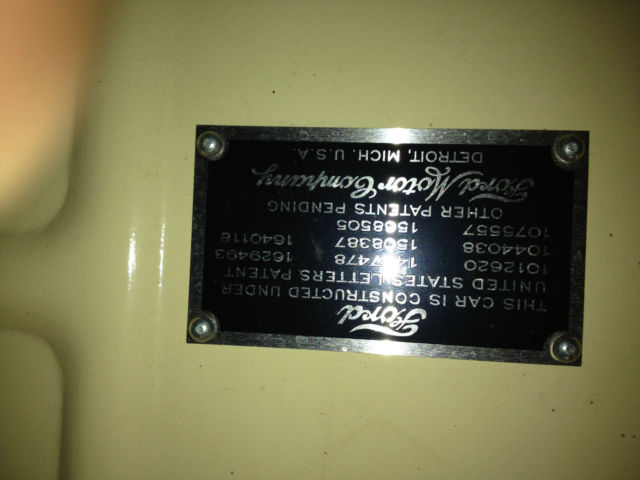 Ford
THIS CAR IS CONSTRUCTED UNDER
UNITED STATES LETTERS PATENT
1012620 1629493
1044038 1508387 1640118
1075557 1568505
OTHER PATENTS PENDING
Ford Motor Company
DETROIT, MICH. U.S.A.